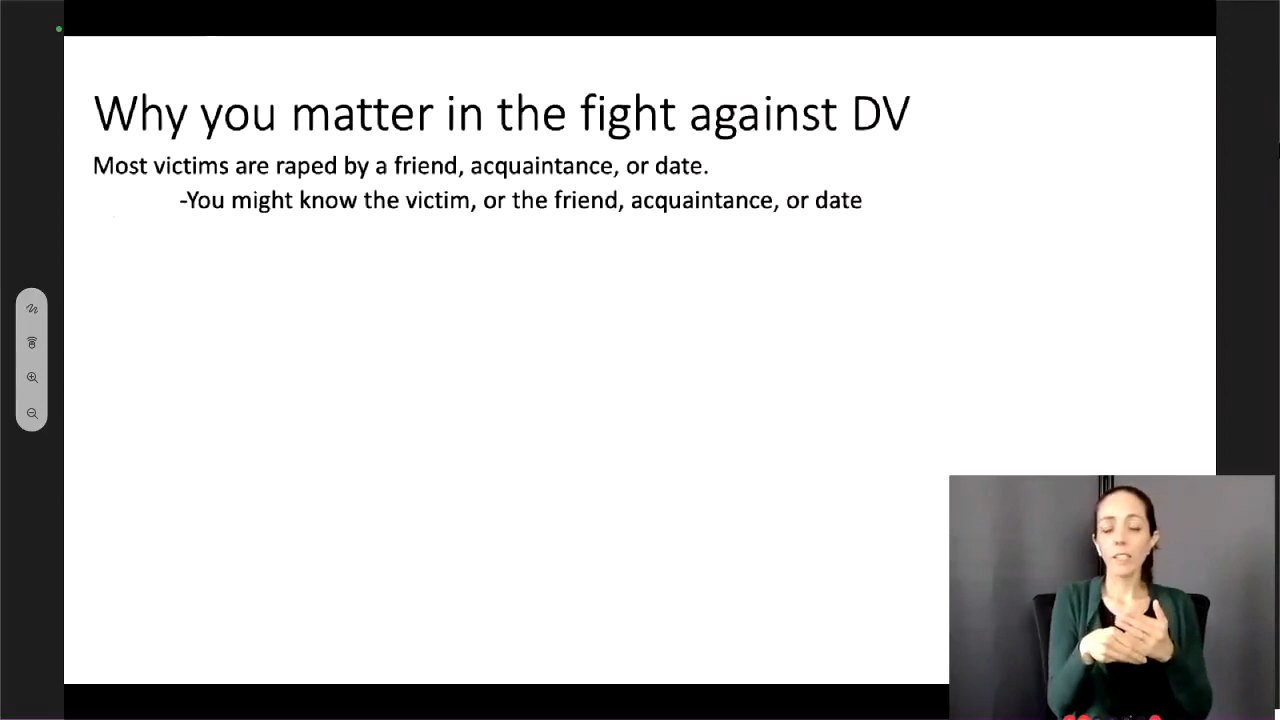 Why you matter in the fight against DV
Most victims are raped by a friend, acquaintance, or date.
-You might know the victim, or the friend, acquaintance, or date